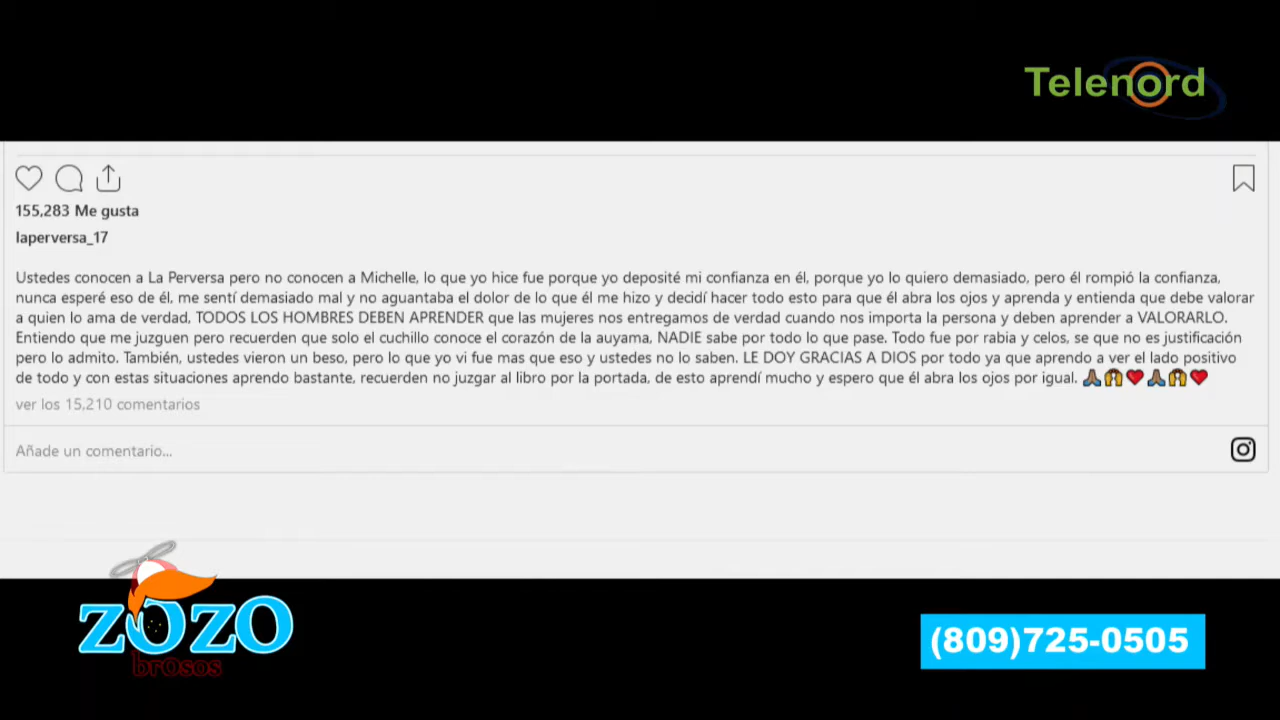 Telenord
155,283 Me gusta
laperversa_17
Ustedes conocen a La Perversa pero no conocen a Michelle, lo que yo hice fue porque yo deposité mi confianza en él, porque yo lo quiero demasiado, pero él rompió la confianza,
nunca esperé eso de él, me sentí demasiado mal y no aguantaba el dolor de lo que él me hizo y decidí hacer todo esto para que él abra los ojos y aprenda y entienda que debe valorar
a quien lo ama de verdad, TODOS LOS HOMBRES DEBEN APRENDER que las mujeres nos entregamos de verdad cuando nos importa la persona y deben aprender a VALORARLO.
Entiendo que me juzguen pero recuerden que solo el cuchillo conoce el corazón de la auyama, NADIE sabe por todo lo que pase. Todo fue por rabia y celos, se que no es justificación
pero lo admito. También, ustedes vieron un beso, pero lo que yo vi fue mas que eso y ustedes no lo saben. LE DOY GRACIAS A DIOS por todo ya que aprendo a ver el lado positivo
de todo y con estas situaciones aprendo bastante, recuerden no juzgar al libro por la portada, de esto aprendí mucho y espero que él abra los ojos por igual. 🙏🏽🙌❤️🙏🏽🙌❤️
ver los 15,210 comentarios
Añade un comentario...
zOzO
brOsos
(809)725-0505